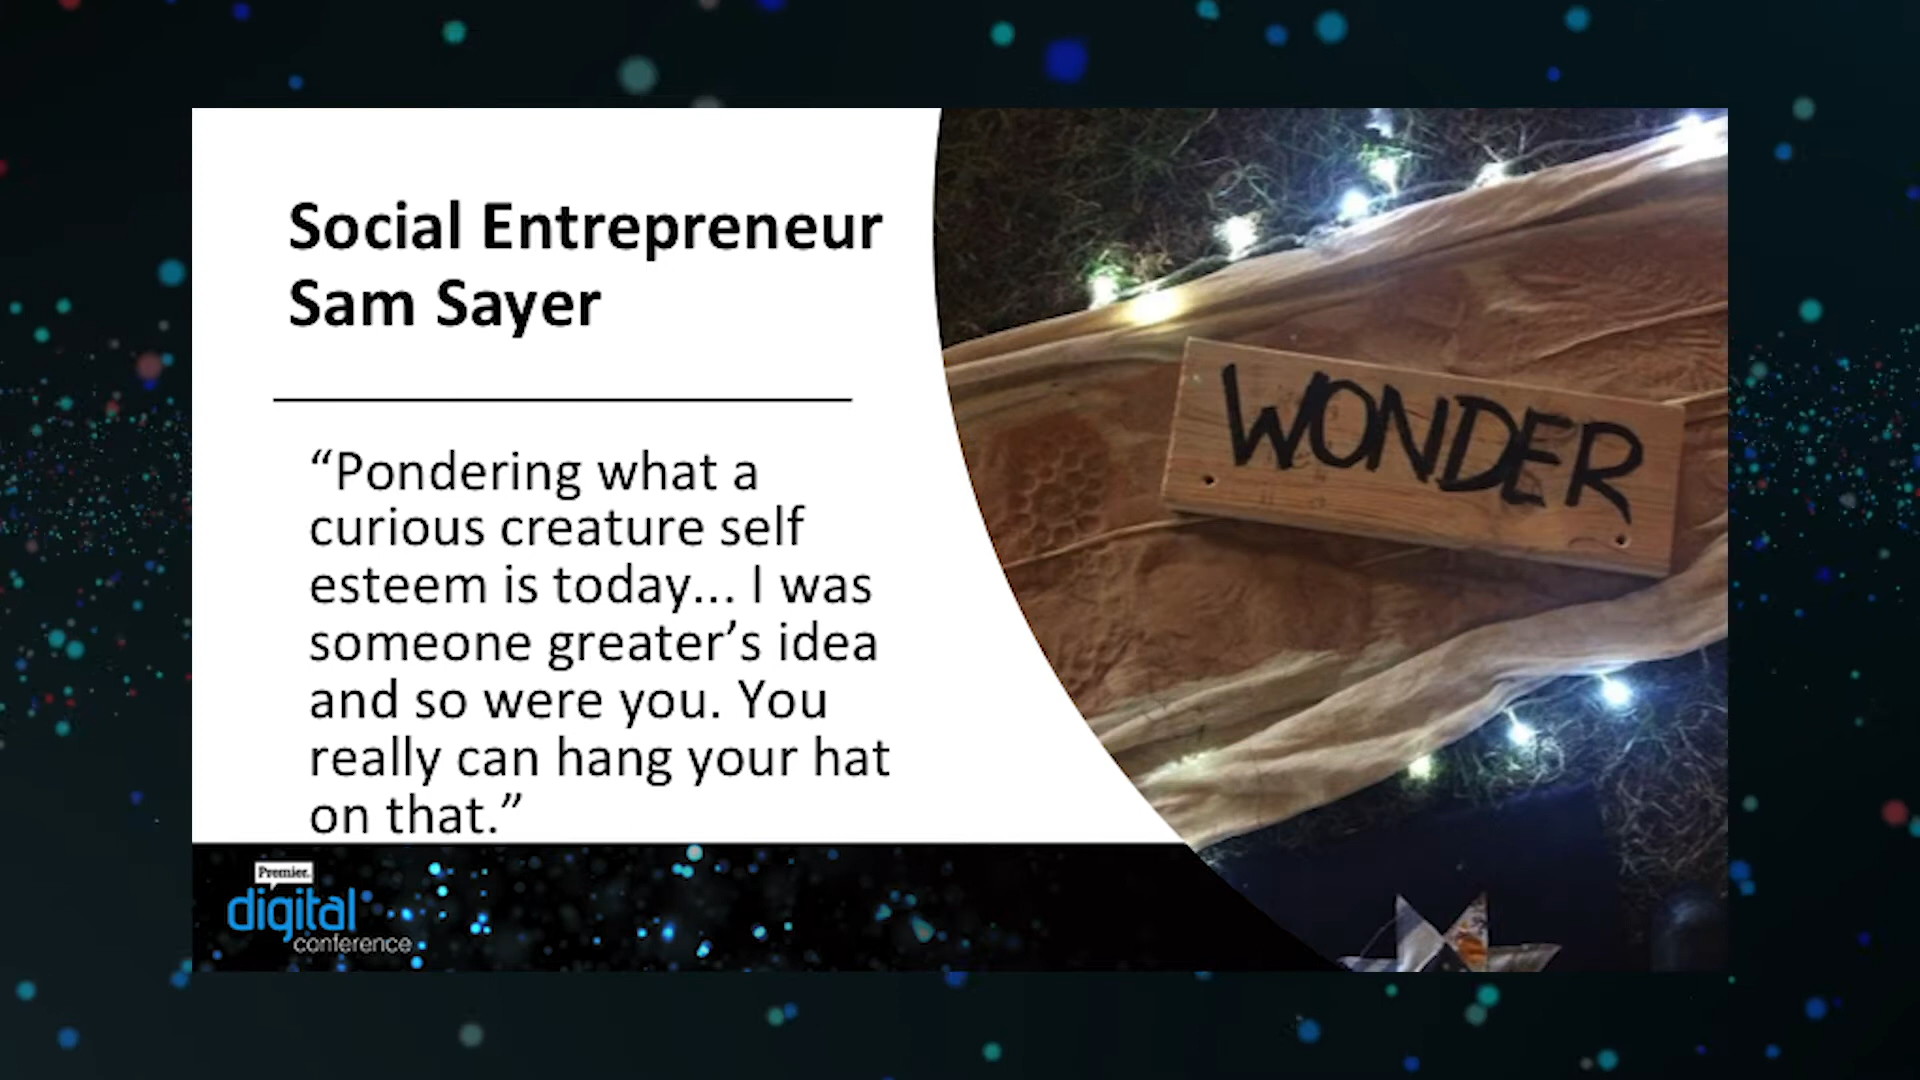 Social Entrepreneur
Sam Sayer
“Pondering what a
curious creature self
esteem is today... I was
someone greater’s idea
and so were you. You
really can hang your hat
on that.”
WONDER
Premier.
digital
conference